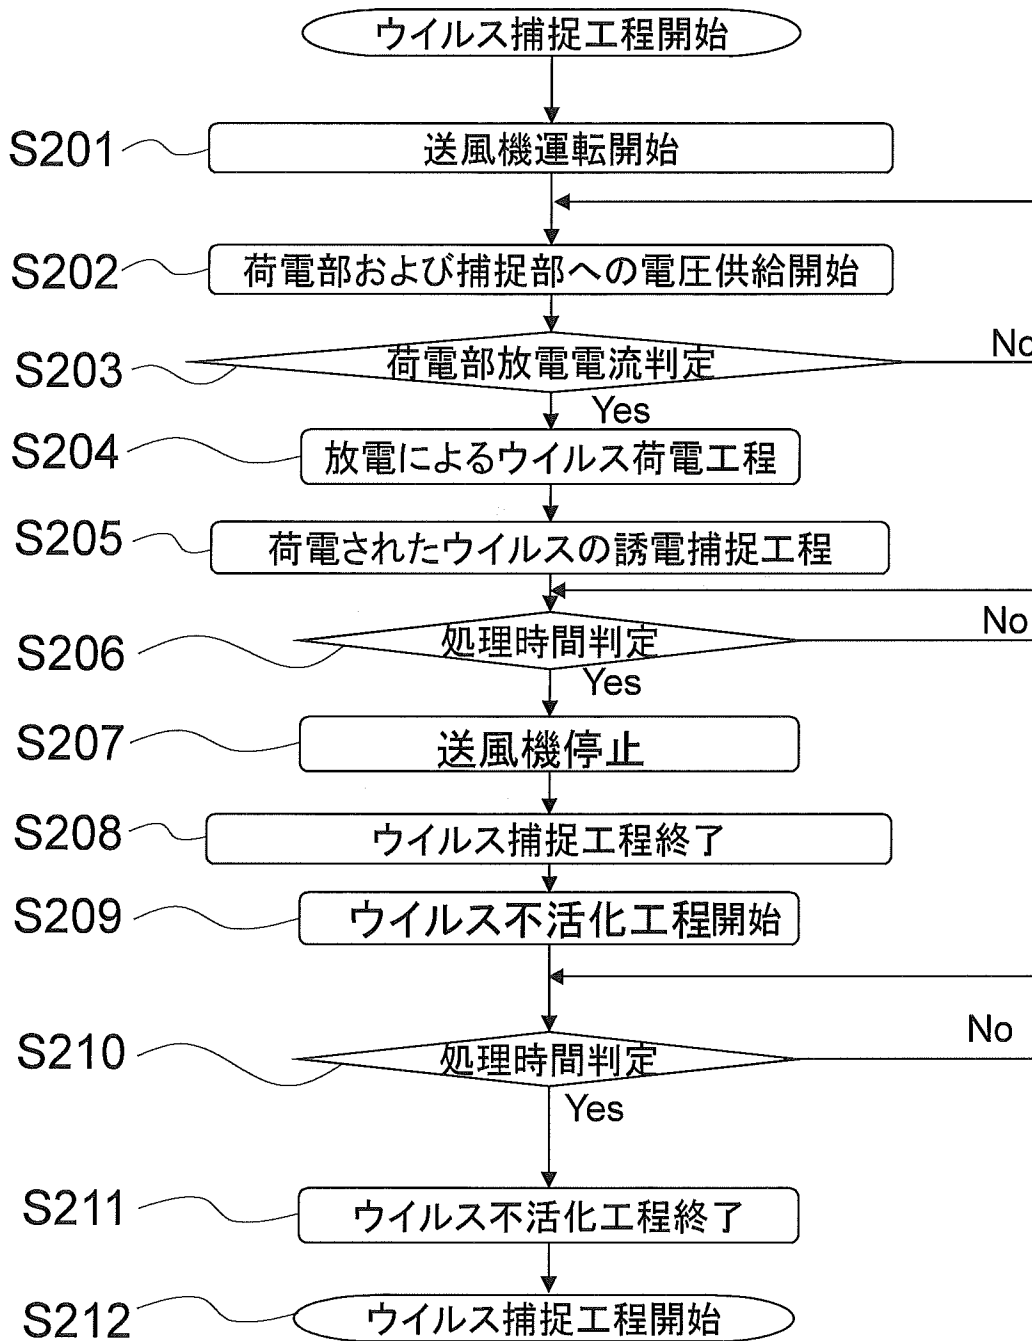 ウイルス捕捉工程開始
S201 送風機運転開始
S202 荷電部および捕捉部への電圧供給開始
S203 荷電部放電電流判定 No
Yes
S204 放電によるウイルス荷電工程
S205 荷電されたウイルスの誘電捕捉工程
S206 処理時間判定 No
Yes
S207 送風機停止
S208 ウイルス捕捉工程終了
S209 ウイルス不活化工程開始
S210 処理時間判定 No
Yes
S211 ウイルス不活化工程終了
S212 ウイルス捕捉工程開始